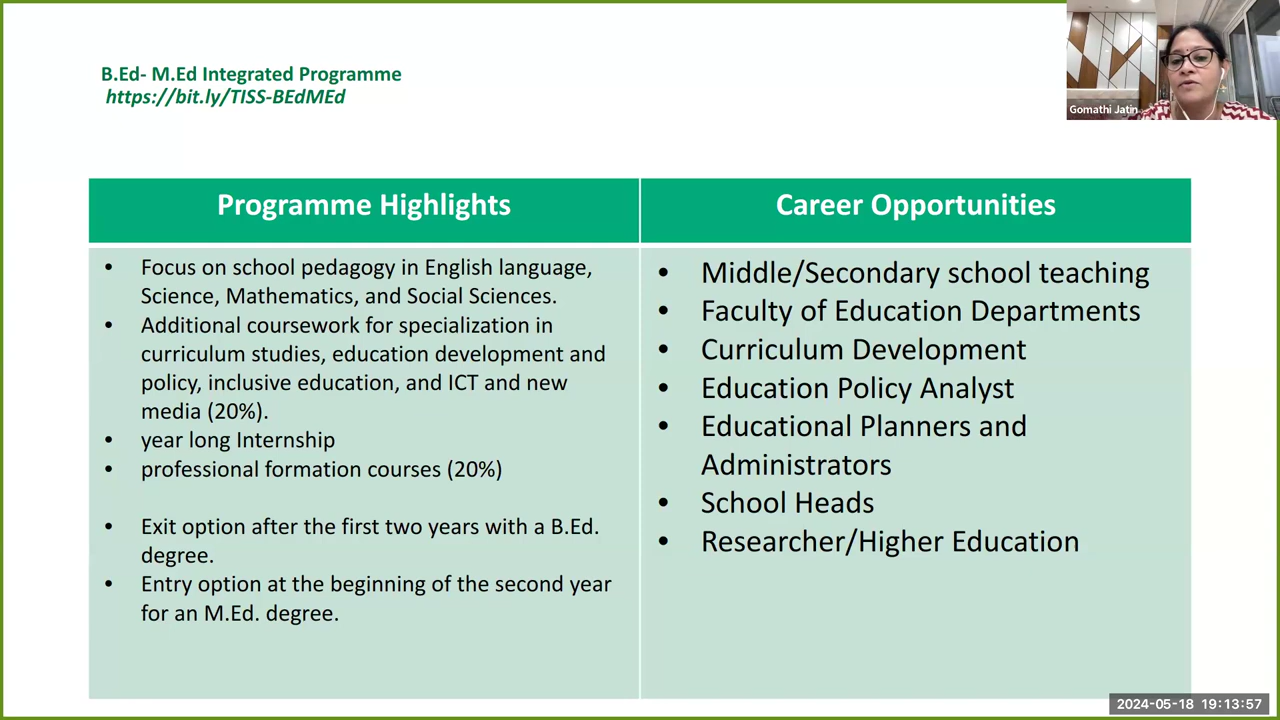 B.Ed- M.Ed Integrated Programme
https://bit.ly/TISS-BEdMEd
Gomathi Jatin
Programme Highlights
• Focus on school pedagogy in English language,
Science, Mathematics, and Social Sciences.
• Additional coursework for specialization in
curriculum studies, education development and
policy, inclusive education, and ICT and new
media (20%).
• year long Internship
• professional formation courses (20%)
• Exit option after the first two years with a B.Ed.
degree.
• Entry option at the beginning of the second year
for an M.Ed. degree.
Career Opportunities
• Middle/Secondary school teaching
• Faculty of Education Departments
• Curriculum Development
• Education Policy Analyst
• Educational Planners and
Administrators
• School Heads
• Researcher/Higher Education
2024-05-18 19:13:57